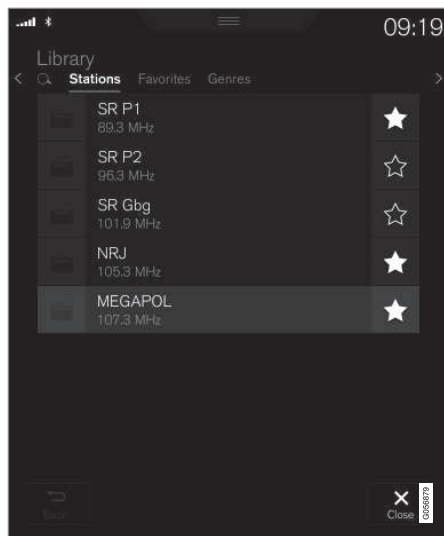 09:19
Library
Stations Favorites Genres
SR P1
89.3 MHz
SR P2
96.3 MHz
SR Gbg
101.9 MHz
NRJ
105.3 MHz
MEGAPOL
107.3 MHz
Back
Close
G056879